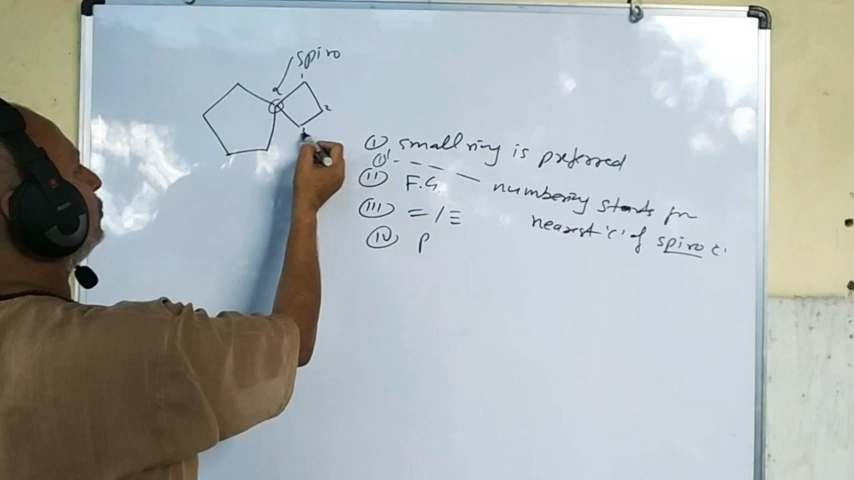 spiro
α
1
2
(I) small ring is preferred
(I)' - - - - numbering starts from
nearest 'c' of spiro c.
(II) F.G.
(III) = / ≡
(IV) P